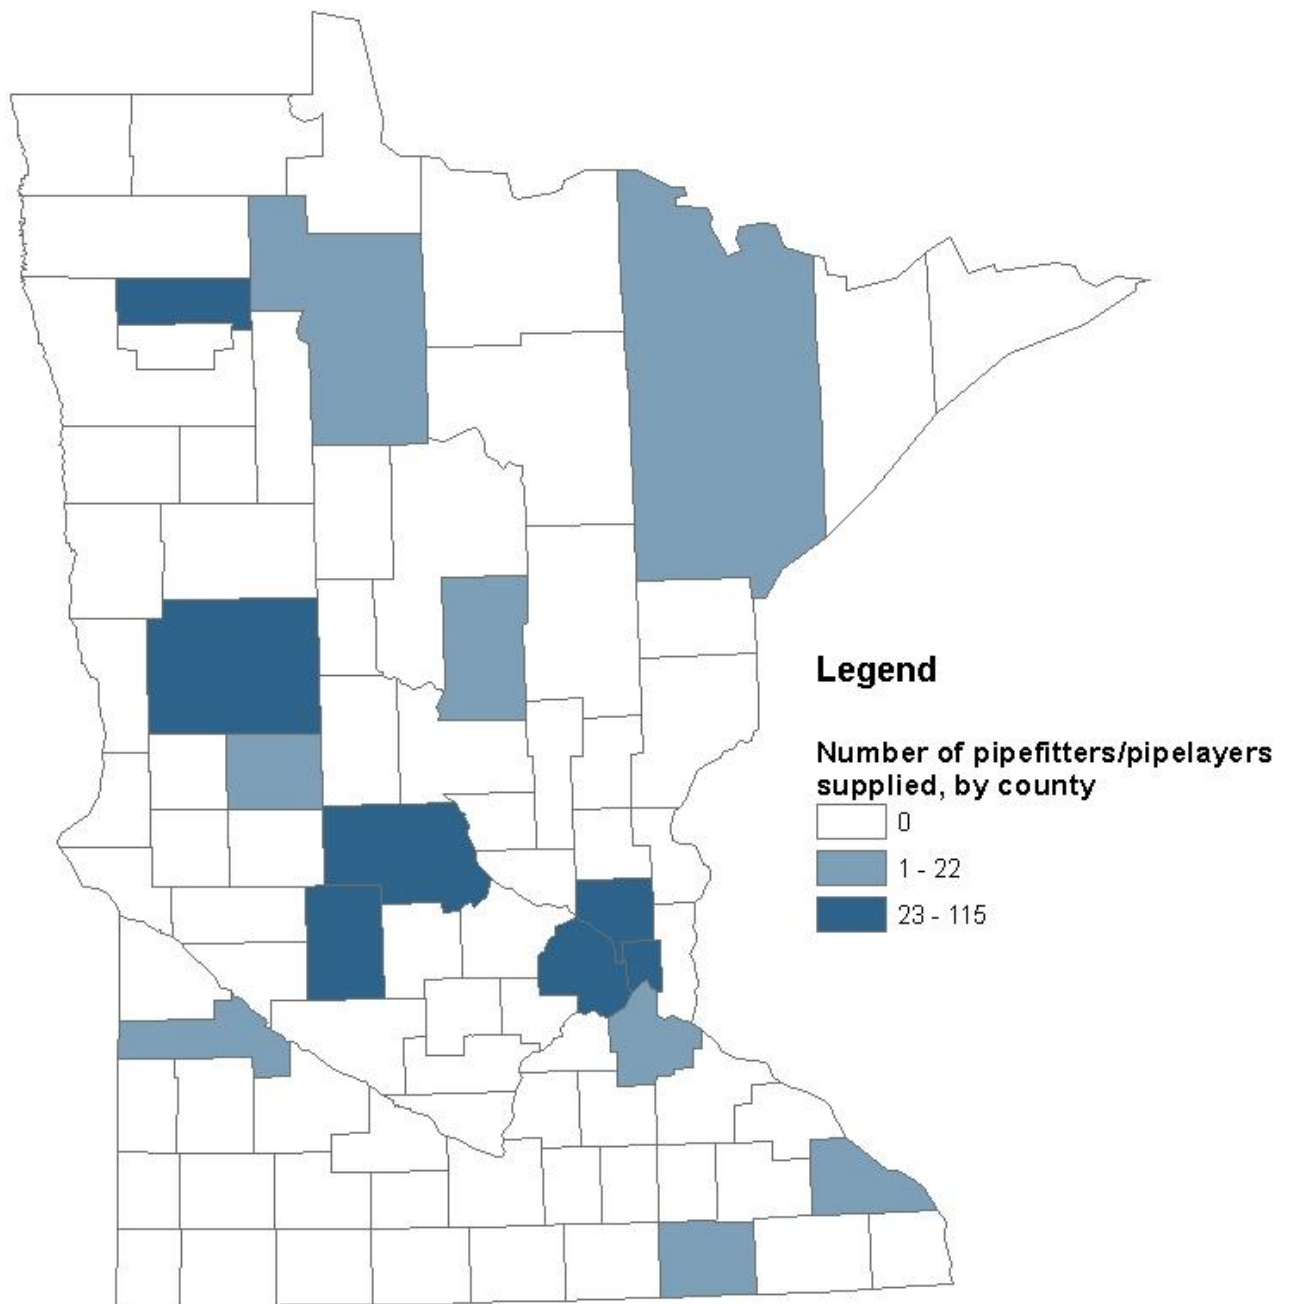 Legend
Number of pipefitters/pipelayers
supplied, by county
0
1 - 22
23 - 115